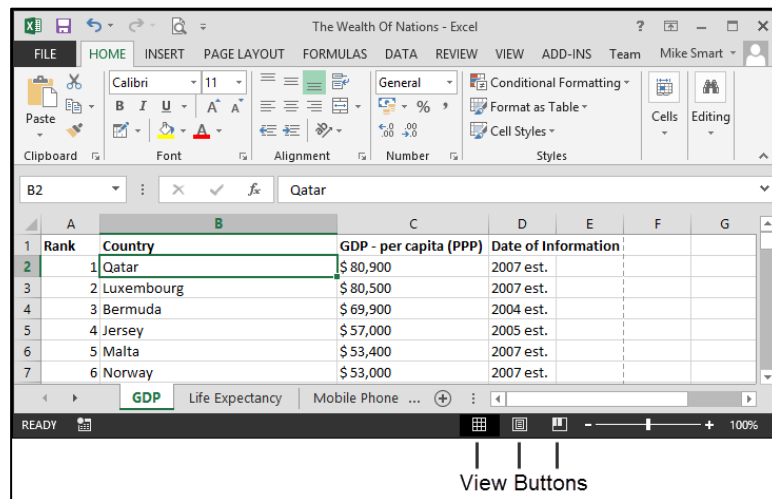 The Wealth Of Nations - Excel ?
FILE HOME INSERT PAGE LAYOUT FORMULAS DATA REVIEW VIEW ADD-INS Team Mike Smart
Calibri 11 General Conditional Formatting
Paste B I U A A % , Format as Table Cells Editing
A .00 .00 Cell Styles
Clipboard Font Alignment Number Styles
B2 fx Qatar
A B C D E F G
1 Rank Country GDP - per capita (PPP) Date of Information
2 1 Qatar $ 80,900 2007 est.
3 2 Luxembourg $ 80,500 2007 est.
4 3 Bermuda $ 69,900 2004 est.
5 4 Jersey $ 57,000 2005 est.
6 5 Malta $ 53,400 2007 est.
7 6 Norway $ 53,000 2007 est.
GDP Life Expectancy Mobile Phone ...
READY 100%
View Buttons